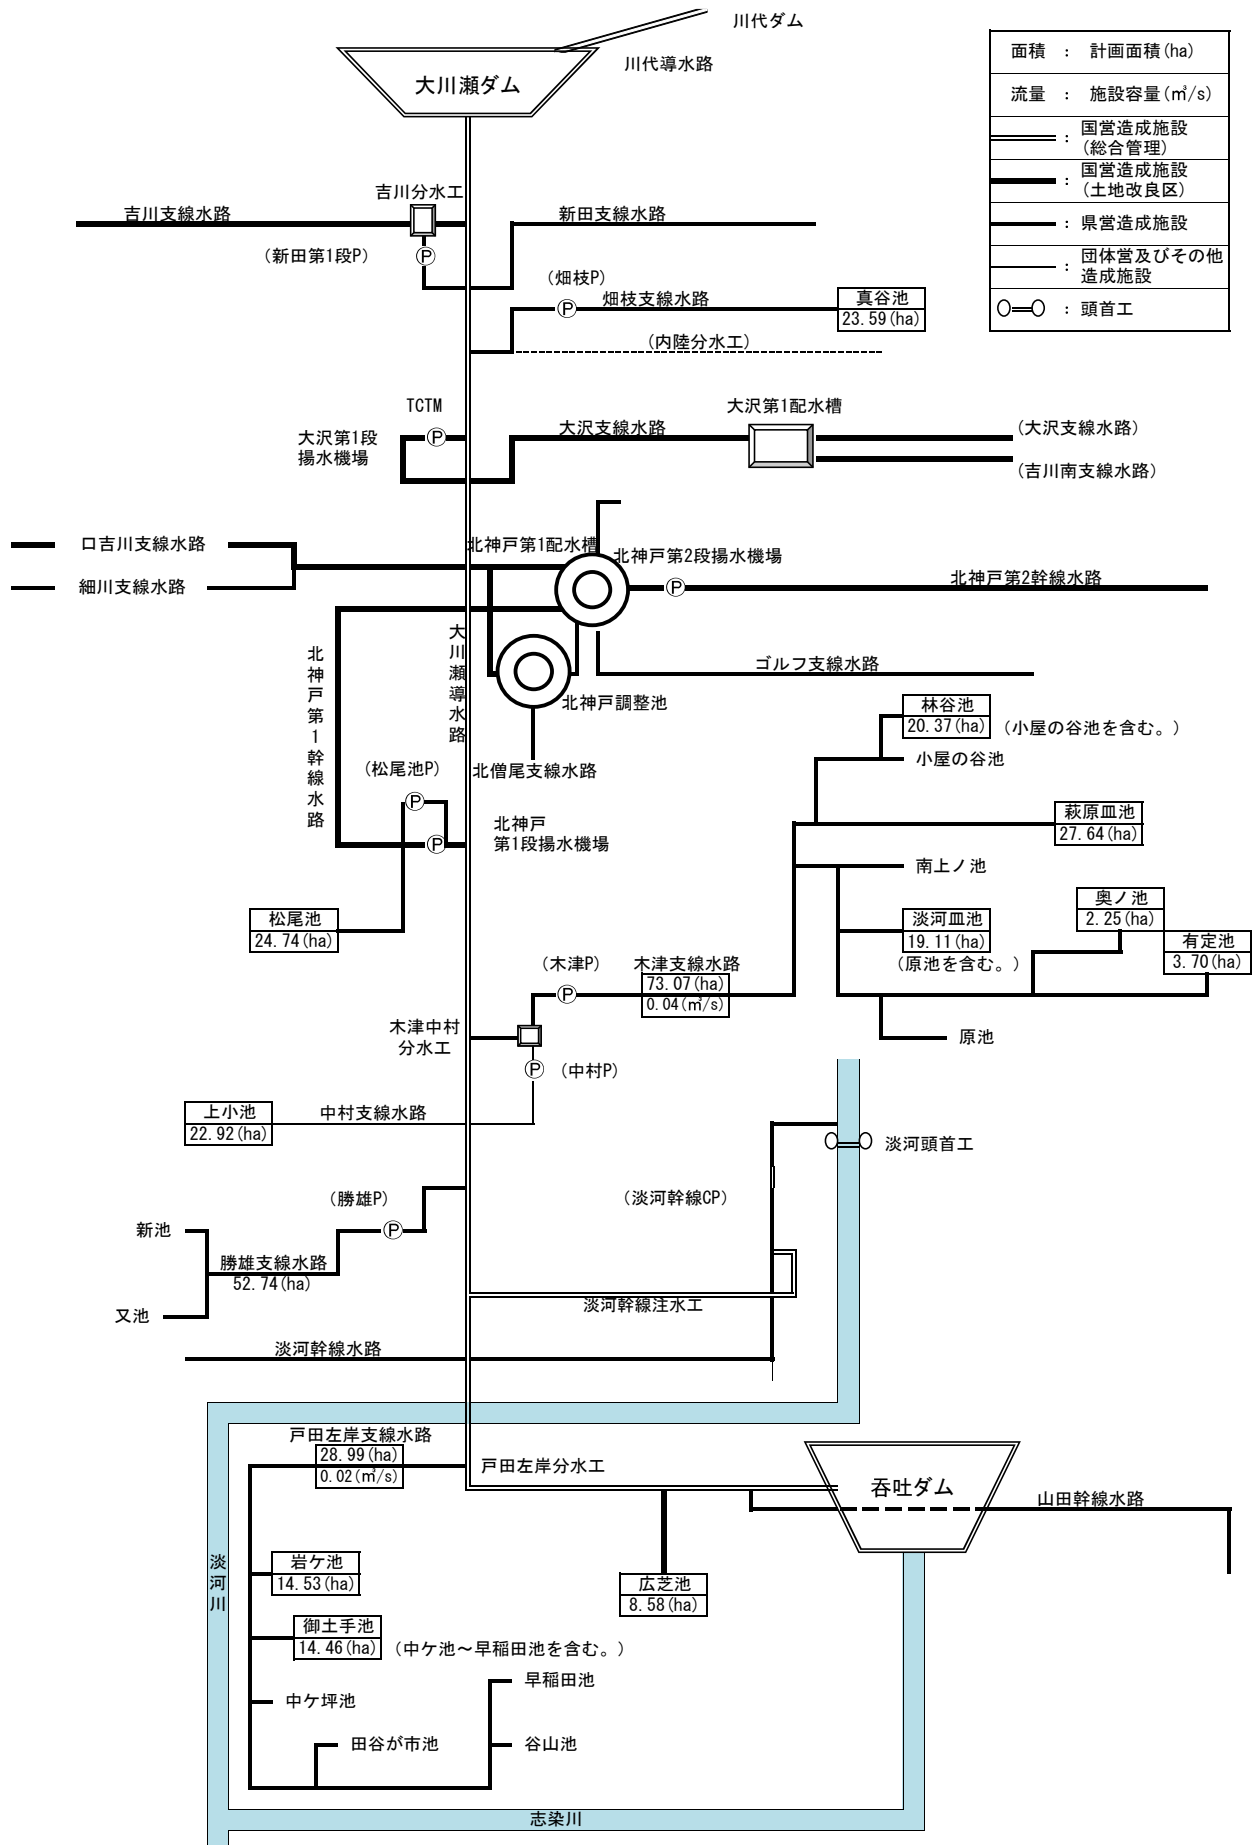 川代ダム
川代導水路
大川瀬ダム
面積 : 計画面積(ha)
流量 : 施設容量(㎥/s)
: 国営造成施設
(総合管理)
: 国営造成施設
(土地改良区)
: 県営造成施設
: 団体営及びその他
造成施設
: 頭首工
吉川分水工
吉川支線水路
新田支線水路
(新田第1段P)
P
(畑枝P)
P
畑枝支線水路
真谷池
23.59(ha)
(内陸分水工)
TCTM
P
大沢第1段
揚水機場
大沢支線水路
大沢第1配水槽
(大沢支線水路)
(吉川南支線水路)
口吉川支線水路
細川支線水路
北神戸第1配水槽
北神戸第2段揚水機場
P
北神戸第2幹線水路
大川瀬導水路
北神戸第1幹線水路
ゴルフ支線水路
北神戸調整池
北僧尾支線水路
(松尾池P)
P
北神戸
第1段揚水機場
P
松尾池
24.74(ha)
林谷池
20.37(ha)
(小屋の谷池を含む。)
小屋の谷池
萩原皿池
27.64(ha)
南上ノ池
淡河皿池
19.11(ha)
(原池を含む。)
奥ノ池
2.25(ha)
有定池
3.70(ha)
原池
(木津P)
P
木津支線水路
73.07(ha)
0.04(㎥/s)
木津中村
分水工
P
(中村P)
上小池
22.92(ha)
中村支線水路
淡河頭首工
(勝雄P)
P
(淡河幹線CP)
新池
勝雄支線水路
52.74(ha)
又池
淡河幹線注水工
淡河幹線水路
戸田左岸支線水路
28.99(ha)
0.02(㎥/s)
戸田左岸分水工
呑吐ダム
山田幹線水路
淡河川
岩ケ池
14.53(ha)
広芝池
8.58(ha)
御土手池
14.46(ha)
(中ケ池～早稲田池を含む。)
早稲田池
中ケ坪池
田谷が市池
谷山池
志染川